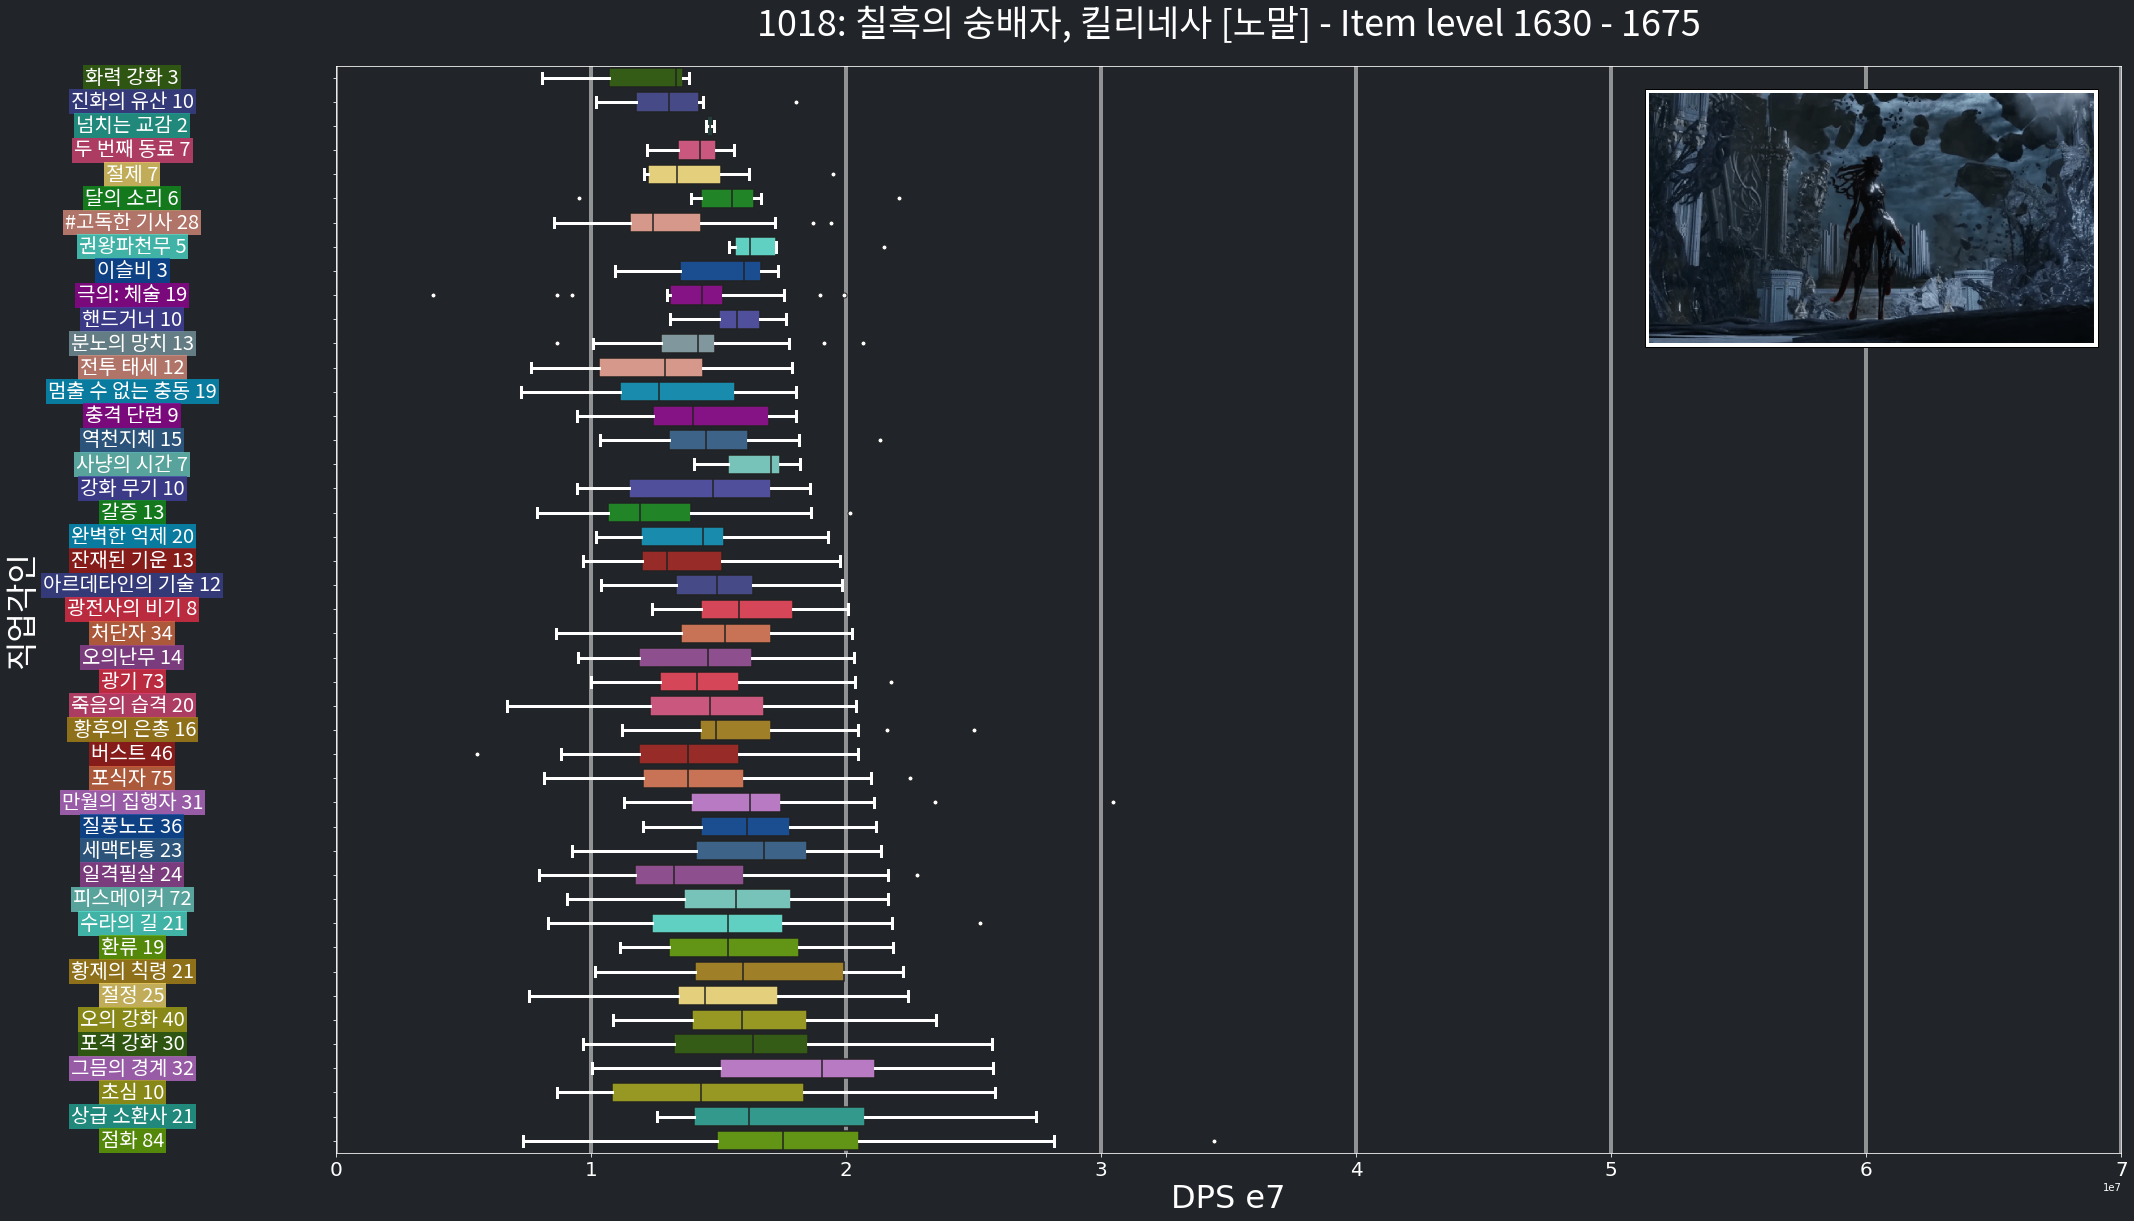 1018: 칠흑의 숭배자, 킬리네사 [노말] - Item level 1630 - 1675
직업각인
화력 강화 3
진화의 유산 10
넘치는 교감 2
두 번째 동료 7
절제 7
달의 소리 6
#고독한 기사 28
권왕파천무 5
이슬비 3
극의: 체술 19
핸드거너 10
분노의 망치 13
전투 태세 12
멈출 수 없는 충동 19
충격 단련 9
역천지체 15
사냥의 시간 7
강화 무기 10
갈증 13
완벽한 억제 20
잔재된 기운 13
아르데타인의 기술 12
광전사의 비기 8
처단자 34
오의난무 14
광기 73
죽음의 습격 20
황후의 은총 16
버스트 46
포식자 75
만월의 집행자 31
질풍노도 36
세맥타통 23
일격필살 24
피스메이커 72
수라의 길 21
환류 19
황제의 칙령 21
절정 25
오의 강화 40
포격 강화 30
그믐의 경계 32
초심 10
상급 소환사 21
점화 84
0 1 2 3 4 5 6 7
1e7
DPS e7